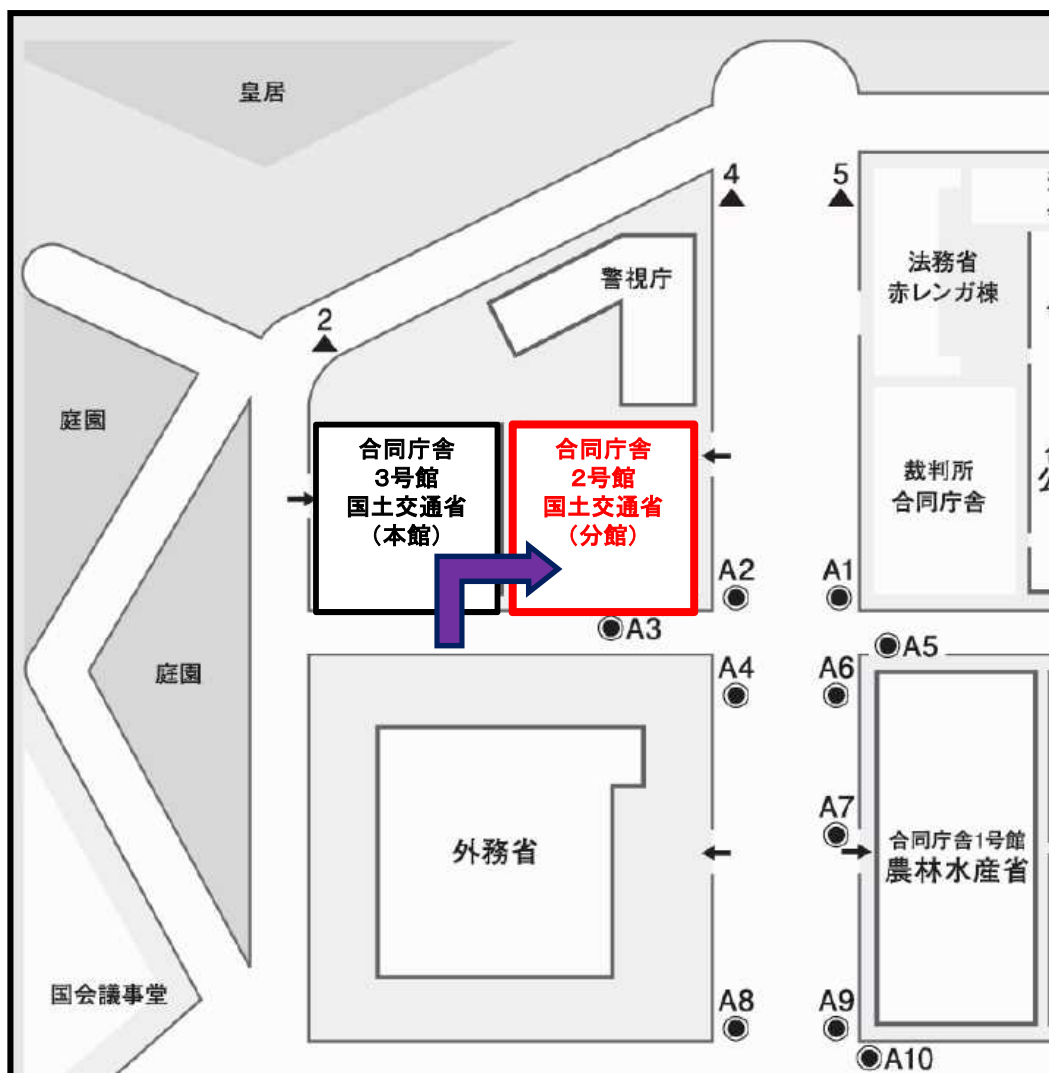 皇居
4
5
警視庁
法務省
赤レンガ棟
2
庭園
合同庁舎
3号館
国土交通省
（本館）
合同庁舎
2号館
国土交通省
（分館）
裁判所
合同庁舎
A2
A1
A3
A5
庭園
A4
A6
A7
外務省
合同庁舎1号館
農林水産省
国会議事堂
A8
A9
A10